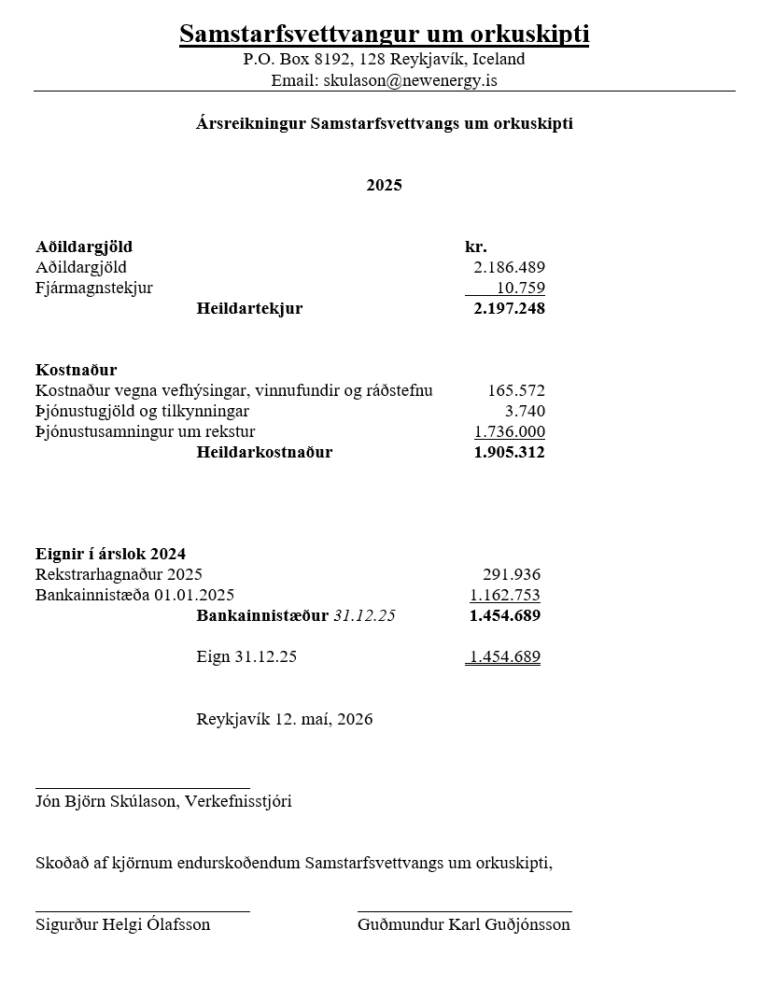 Samstarfsvettvangur um orkuskipti
P.O. Box 8192, 128 Reykjavík, Iceland
Email: skulason@newenergy.is
Ársreikningur Samstarfsvettvangs um orkuskipti
2025
Aðildargjöld kr.
Aðildargjöld 2.186.489
Fjármagnstekjur 10.759
Heildartekjur 2.197.248
Kostnaður
Kostnaður vegna vefhýsingar, vinnufundir og ráðstefnu 165.572
Þjónustugjöld og tilkynningar 3.740
Þjónustusamningur um rekstur 1.736.000
Heildarkostnaður 1.905.312
Eignir í árslok 2024
Rekstrarhagnaður 2025 291.936
Bankainnistæða 01.01.2025 1.162.753
Bankainnistæður 31.12.25 1.454.689
Eign 31.12.25 1.454.689
Reykjavík 12. maí, 2026
Jón Björn Skúlason, Verkefnisstjóri
Skoðað af kjörnum endurskoðendum Samstarfsvettvangs um orkuskipti,
Sigurður Helgi Ólafsson Guðmundur Karl Guðjónsson